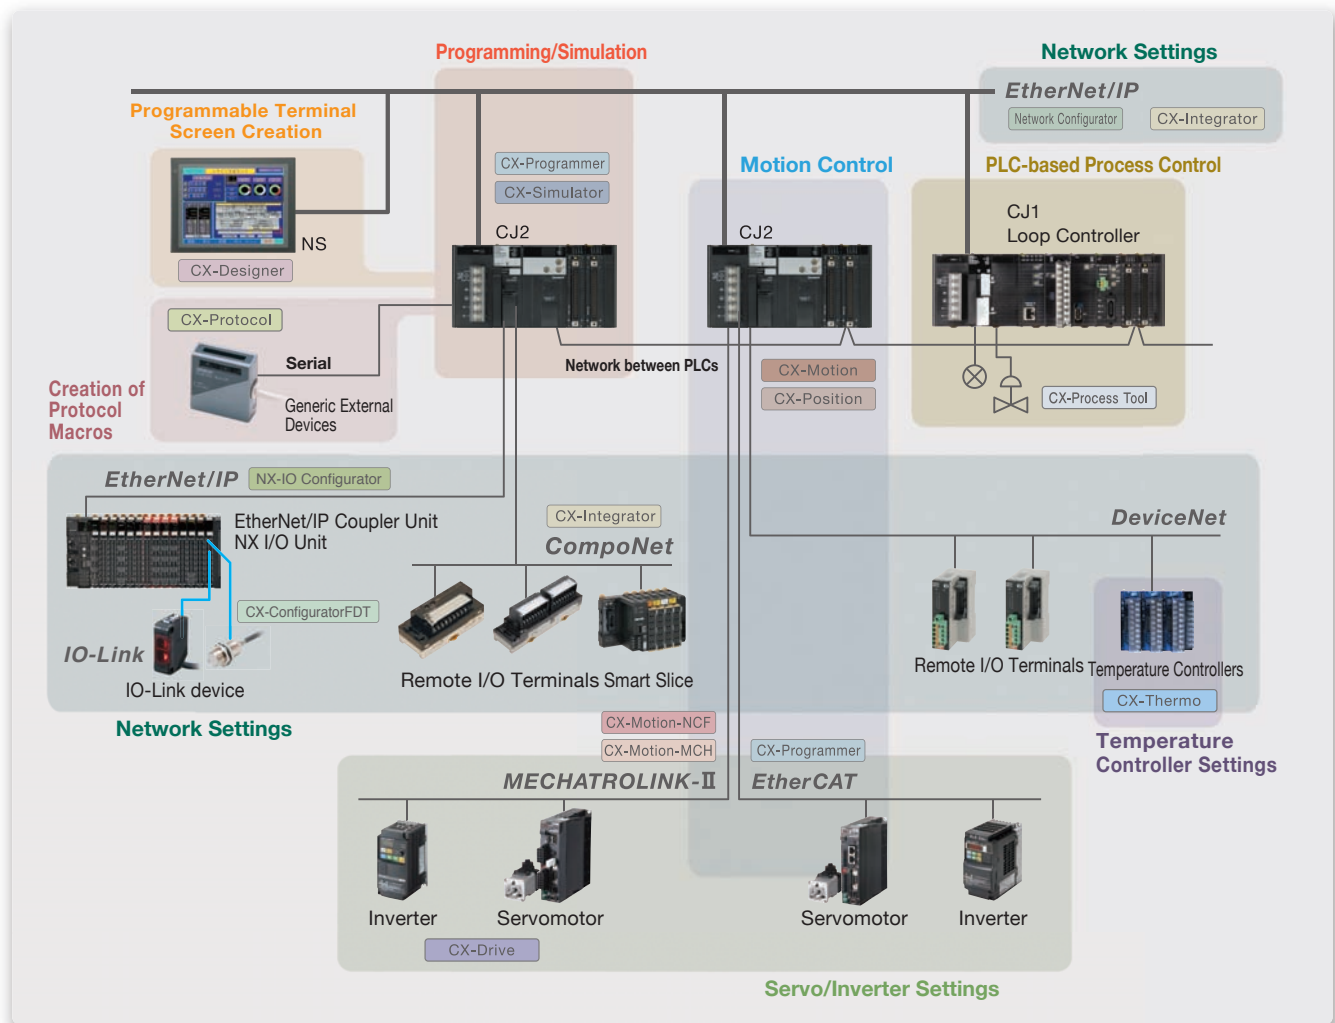 Programming/Simulation
Network Settings
EtherNet/IP
Network Configurator
CX-Integrator
Programmable Terminal
Screen Creation
CX-Programmer
CX-Simulator
Motion Control
PLC-based Process Control
CJ2
CJ2
CJ1
Loop Controller
NS
CX-Designer
CX-Protocol
Serial
Network between PLCs
CX-Motion
CX-Position
CX-Process Tool
Creation of
Protocol
Macros
Generic External
Devices
EtherNet/IP
NX-IO Configurator
EtherNet/IP Coupler Unit
NX I/O Unit
CX-Integrator
CompoNet
DeviceNet
CX-ConfiguratorFDT
IO-Link
IO-Link device
Remote I/O Terminals
Smart Slice
Remote I/O Terminals
Temperature Controllers
CX-Thermo
Network Settings
CX-Motion-NCF
CX-Motion-MCH
CX-Programmer
Temperature
Controller Settings
MECHATROLINK-II
EtherCAT
Inverter
Servomotor
Servomotor
Inverter
CX-Drive
Servo/Inverter Settings